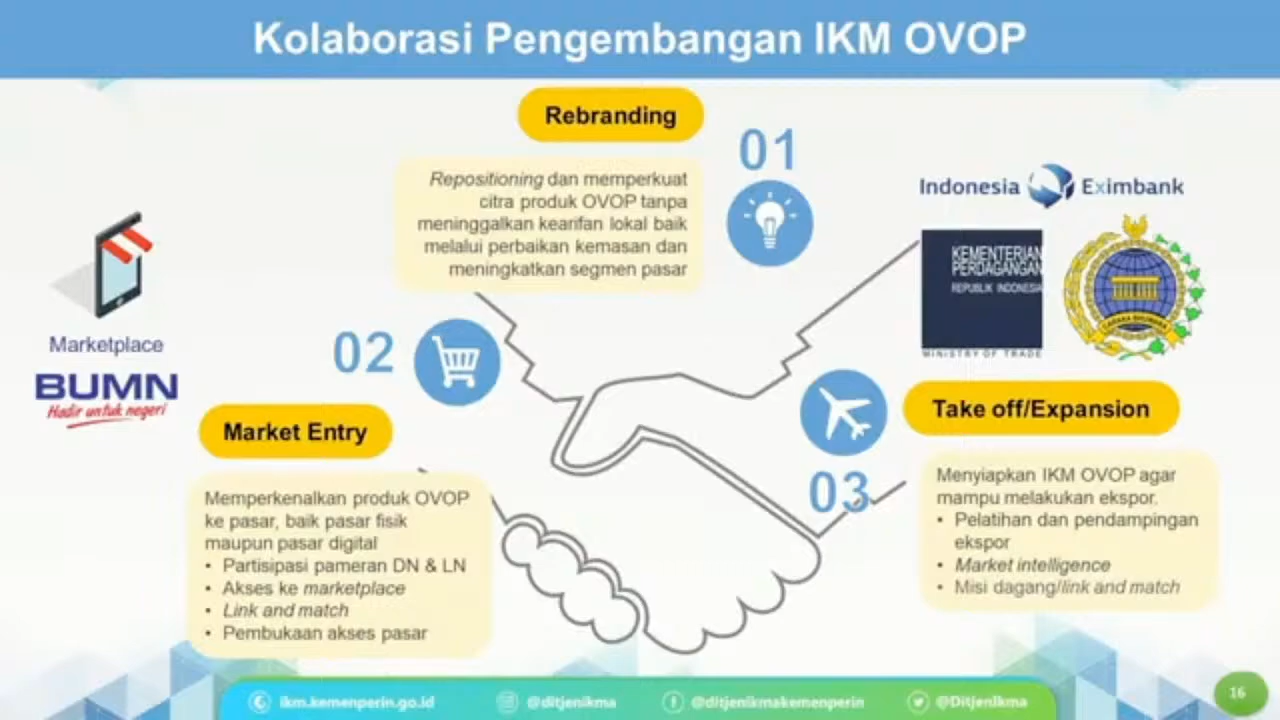 Kolaborasi Pengembangan IKM OVOP
Rebranding
01
Repositioning dan memperkuat
citra produk OVOP tanpa
meninggalkan kearifan lokal baik
melalui perbaikan kemasan dan
meningkatkan segmen pasar
Indonesia Eximbank
KEMENTERIAN
PERDAGANGAN
REPUBLIK INDONESIA
MINISTRY OF TRADE
Marketplace
BUMN
Hadir untuk negeri
02
Market Entry
Memperkenalkan produk OVOP
ke pasar, baik pasar fisik
maupun pasar digital
• Partisipasi pameran DN & LN
• Akses ke marketplace
• Link and match
• Pembukaan akses pasar
Take off/Expansion
03
Menyiapkan IKM OVOP agar
mampu melakukan ekspor.
• Pelatihan dan pendampingan
ekspor
• Market intelligence
• Misi dagang/link and match
ikm.kemenperin.go.id @ditjenikma @ditjenikmakemenperin @DitjenIkma
16